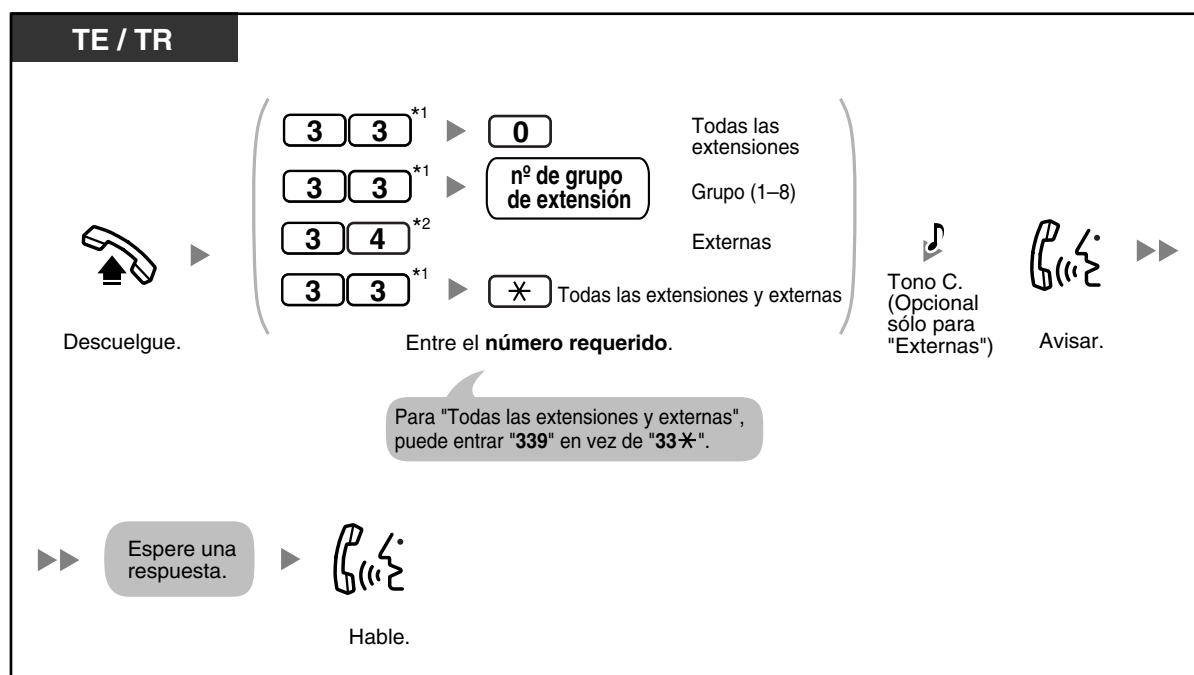 TE / TR
3 3 *1 0 Todas las
extensiones
3 3 *1 nº de grupo
de extensión Grupo (1–8)
3 4 *2 Externas
3 3 *1 * Todas las extensiones y externas
Descuelgue.
Entre el número requerido.
Tono C.
(Opcional
sólo para
"Externas")
Avisar.
Para "Todas las extensiones y externas",
puede entrar "339" en vez de "33*".
Espere una
respuesta.
Hable.